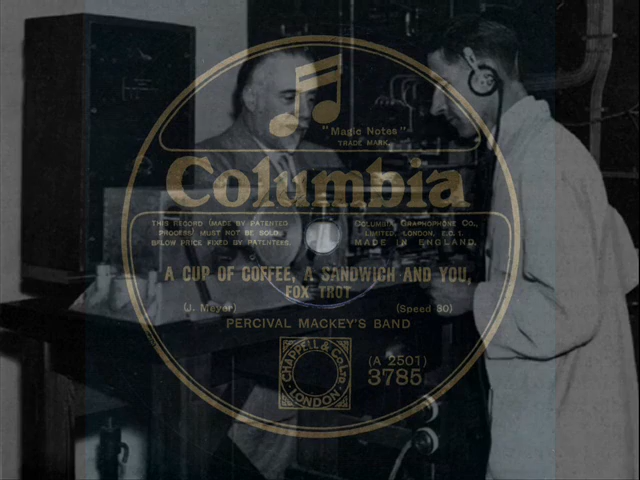 "Magic Notes"
TRADE MARK.
Columbia
THIS RECORD (MADE BY PATENTED
PROCESS) MUST NOT BE SOLD
BELOW PRICE FIXED BY PATENTEES.
COLUMBIA GRAPHOPHONE CO.,
LIMITED, LONDON, E.C.1.
MADE IN ENGLAND.
A CUP OF COFFEE, A SANDWICH AND YOU,
FOX TROT
(J. Meyer)
(Speed 80)
PERCIVAL MACKEY'S BAND
CHAPPELL & CO. LTD.
LONDON
(A 2501)
3785